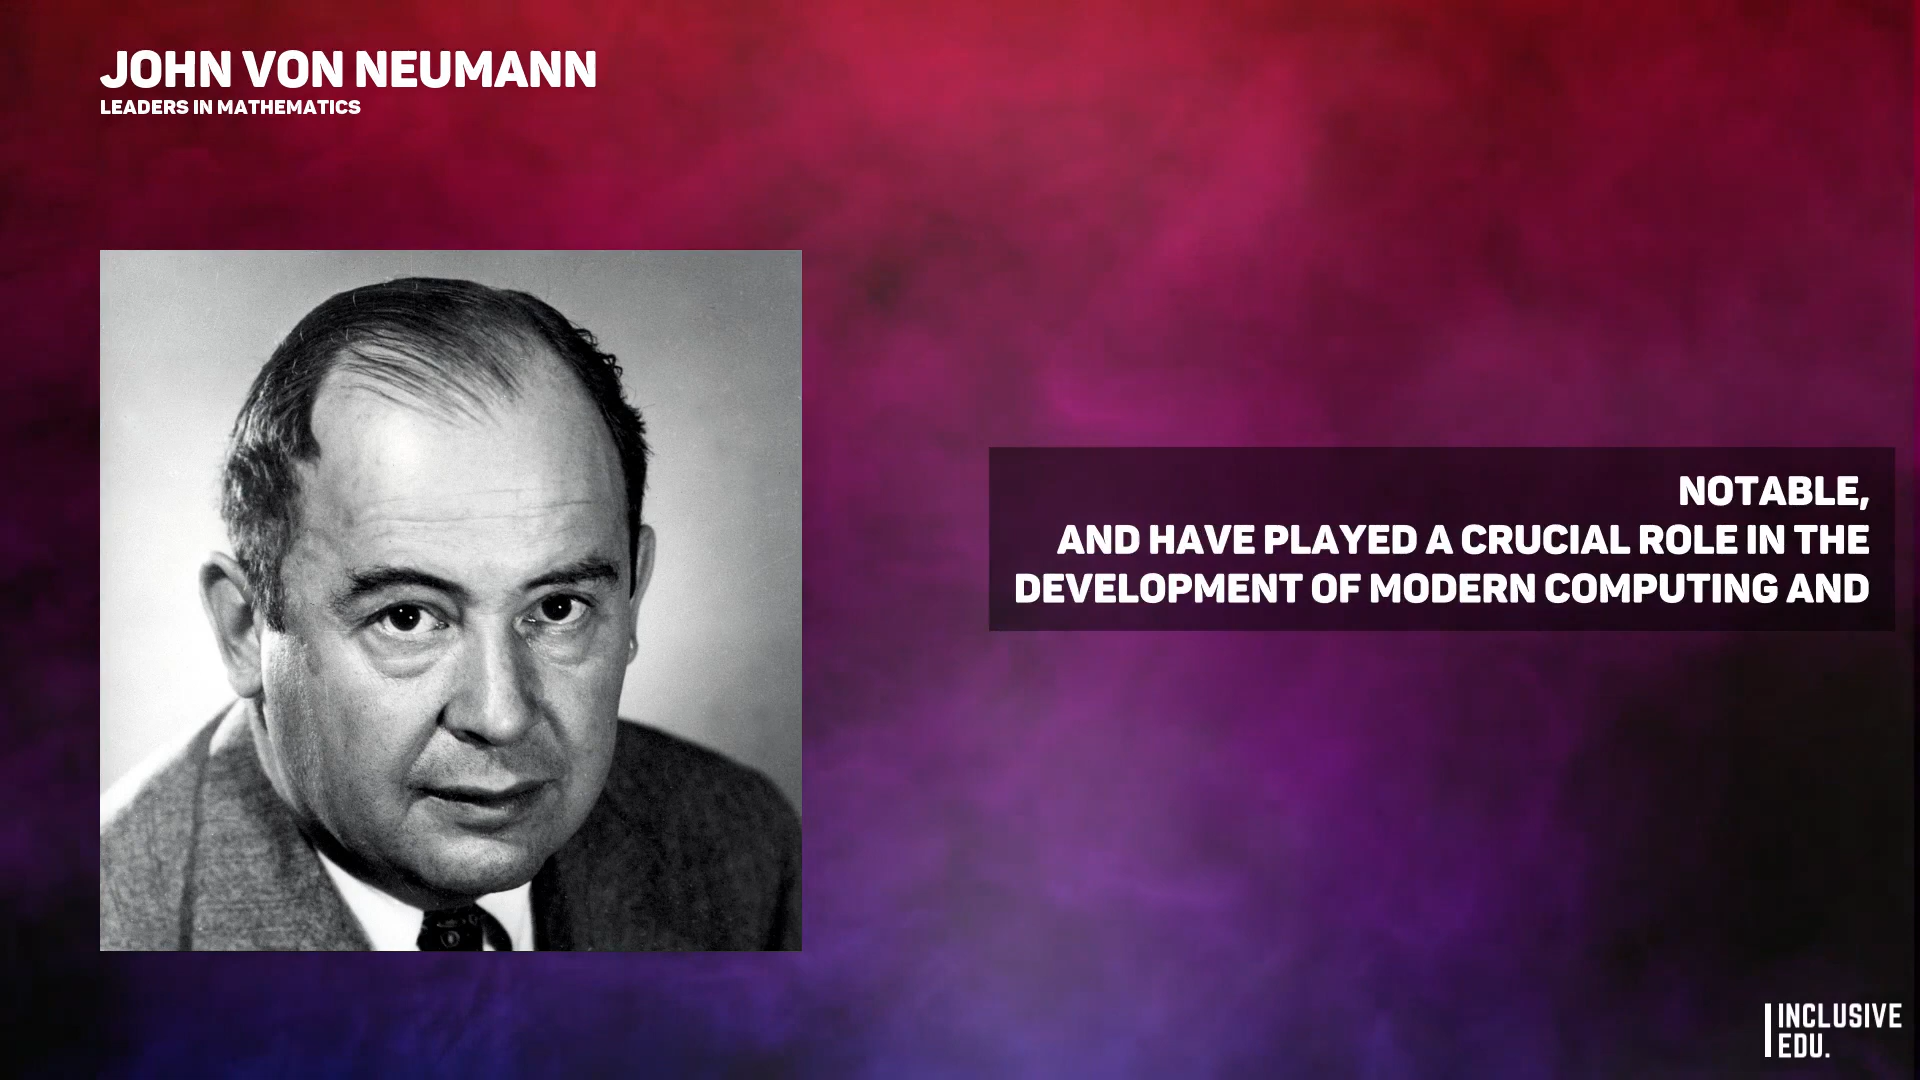 JOHN VON NEUMANN
LEADERS IN MATHEMATICS
NOTABLE,
AND HAVE PLAYED A CRUCIAL ROLE IN THE
DEVELOPMENT OF MODERN COMPUTING AND
INCLUSIVE
EDU.